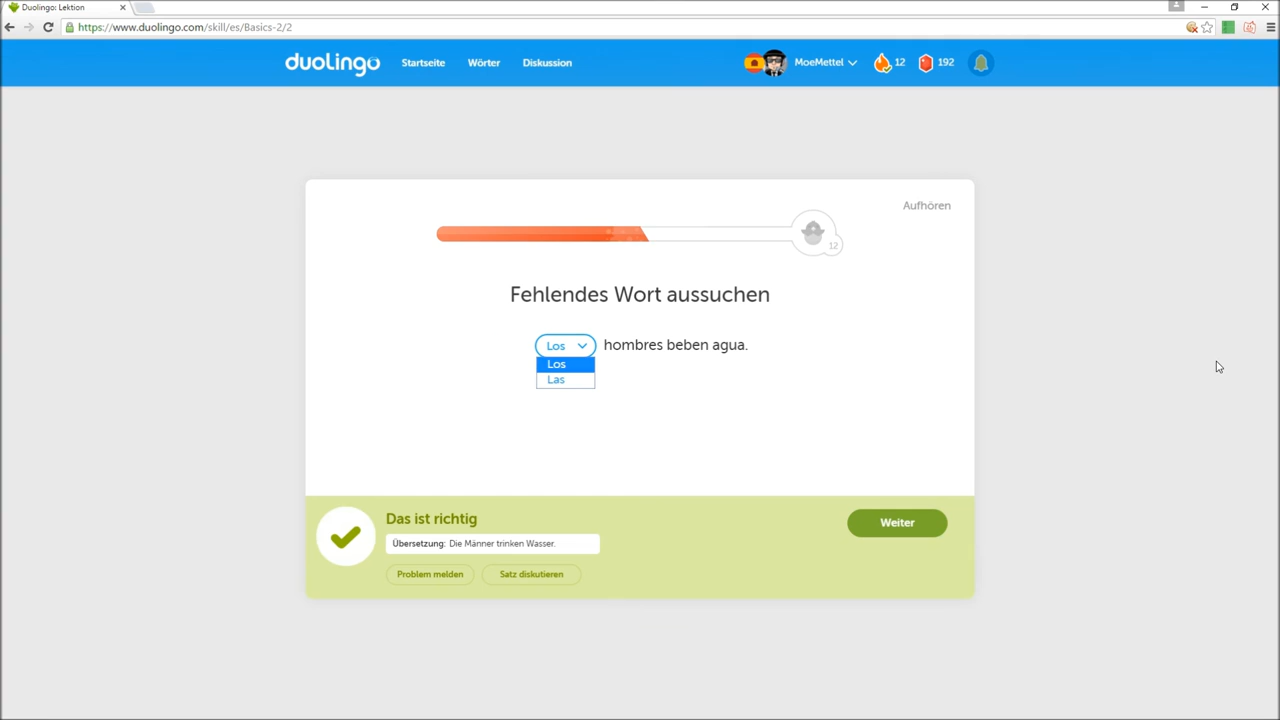 Duolingo: Lektion
https://www.duolingo.com/skill/es/Basics-2/2
duolingo Startseite Wörter Diskussion MoeMettel 12 192
Aufhören
12
Fehlendes Wort aussuchen
Los hombres beben agua.
Los
Las
Das ist richtig
Weiter
Übersetzung: Die Männer trinken Wasser.
Problem melden Satz diskutieren